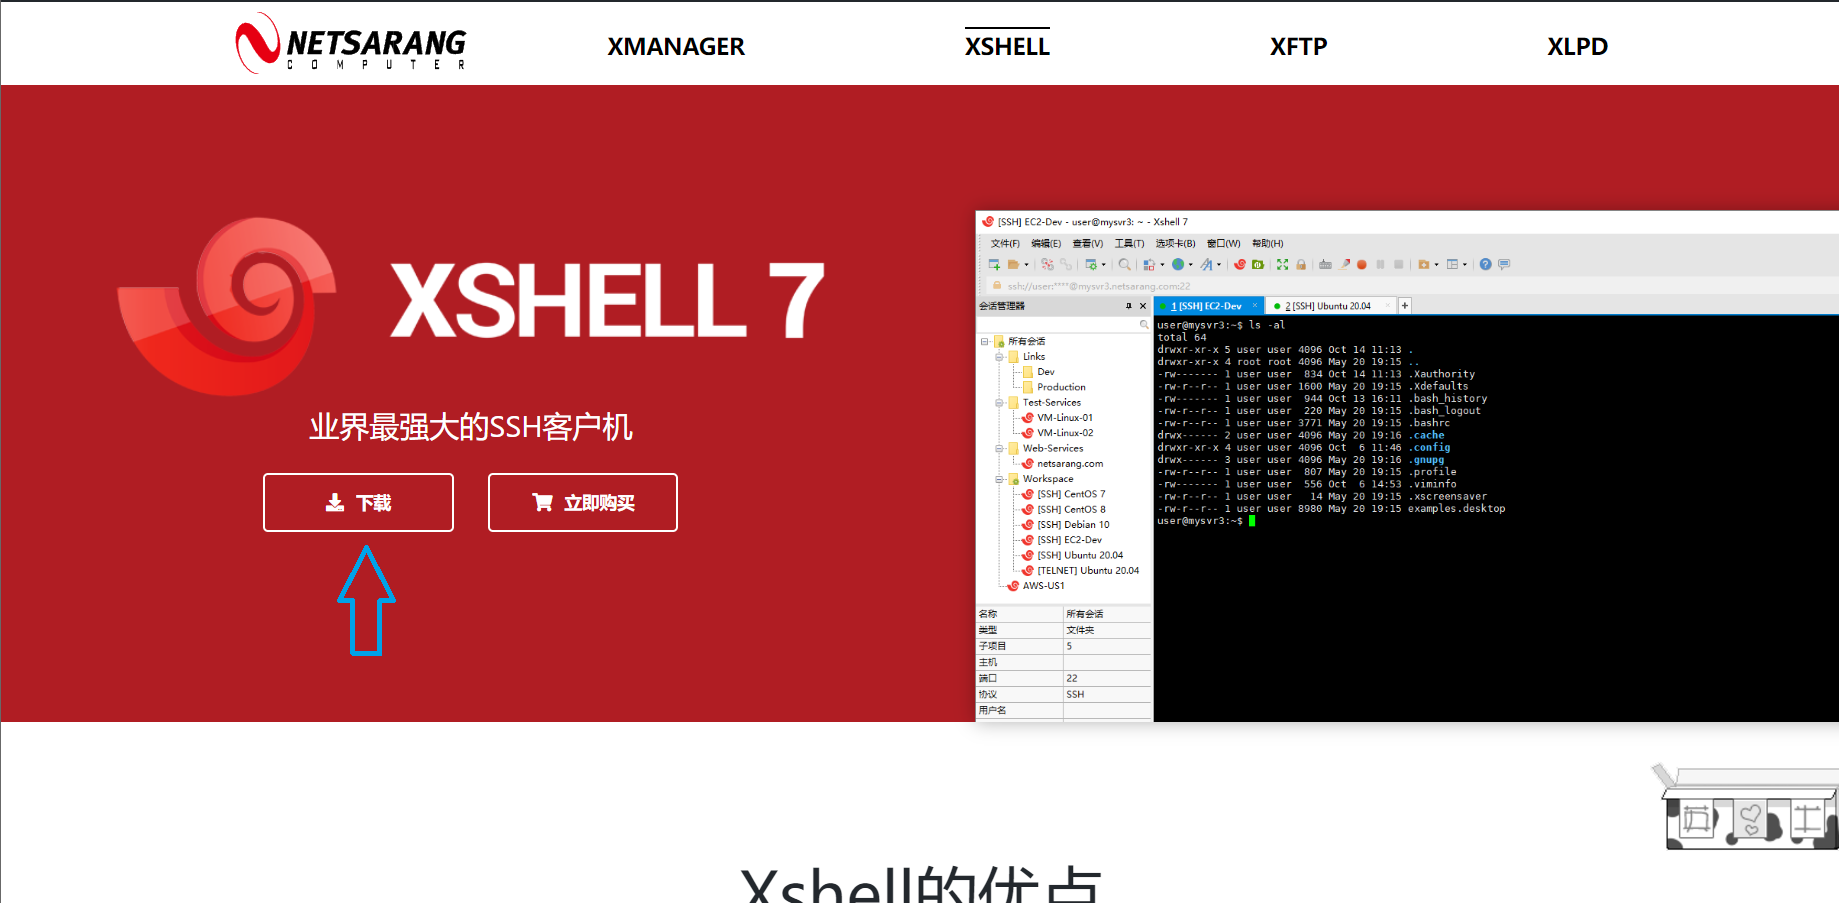 NETSARANG
COMPUTER
XMANAGER
XSHELL
XFTP
XLPD
XSHELL 7
业界最强大的SSH客户机
下载
立即购买
[SSH] EC2-Dev - user@mysvr3: ~ - Xshell 7
文件(F) 编辑(E) 查看(V) 工具(T) 选项卡(B) 窗口(W) 帮助(H)
ssh://user:****@mysvr3.netsarang.com:22
会话管理器
所有会话
Links
Dev
Production
Test-Services
VM-Linux-01
VM-Linux-02
Web-Services
netsarang.com
Workspace
[SSH] CentOS 7
[SSH] CentOS 8
[SSH] Debian 10
[SSH] EC2-Dev
[SSH] Ubuntu 20.04
[TELNET] Ubuntu 20.04
AWS-US1
名称 所有会话
类型 文件夹
子项目 5
主机
端口 22
协议 SSH
用户名
1 [SSH] EC2-Dev × 2 [SSH] Ubuntu 20.04 × +
user@mysvr3:~$ ls -al
total 64
drwxr-xr-x 5 user user 4096 Oct 14 11:13 .
drwxr-xr-x 4 root root 4096 May 20 19:15 ..
-rw------- 1 user user  834 Oct 14 11:13 .Xauthority
-rw-r--r-- 1 user user 1600 May 20 19:15 .Xdefaults
-rw------- 1 user user  944 Oct 13 16:11 .bash_history
-rw-r--r-- 1 user user  220 May 20 19:15 .bash_logout
-rw-r--r-- 1 user user 3771 May 20 19:15 .bashrc
drwx------ 2 user user 4096 May 20 19:16 .cache
drwxr-xr-x 4 user user 4096 Oct  6 11:46 .config
drwx------ 3 user user 4096 May 20 19:16 .gnupg
-rw-r--r-- 1 user user  807 May 20 19:15 .profile
-rw------- 1 user user  556 Oct  6 14:53 .viminfo
-rw-r--r-- 1 user user   14 May 20 19:15 .xscreensaver
-rw-r--r-- 1 user user 8980 May 20 19:15 examples.desktop
user@mysvr3:~$
Xshell的优点